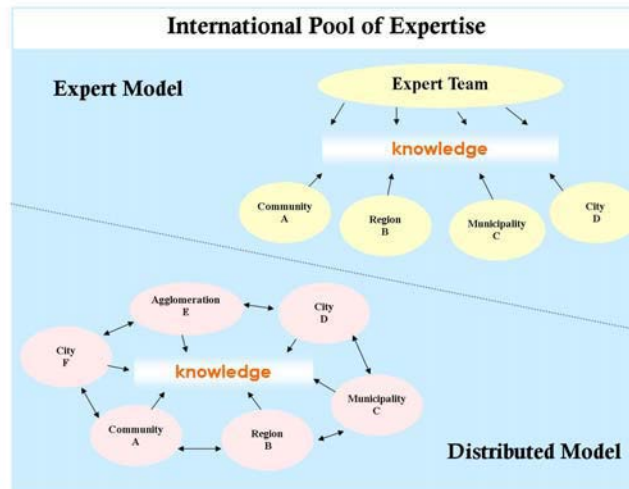 International Pool of Expertise
Expert Model
Expert Team
knowledge
Community
A
Region
B
Municipality
C
City
D
Agglomeration
E
City
D
City
F
knowledge
Municipality
C
Community
A
Region
B
Distributed Model